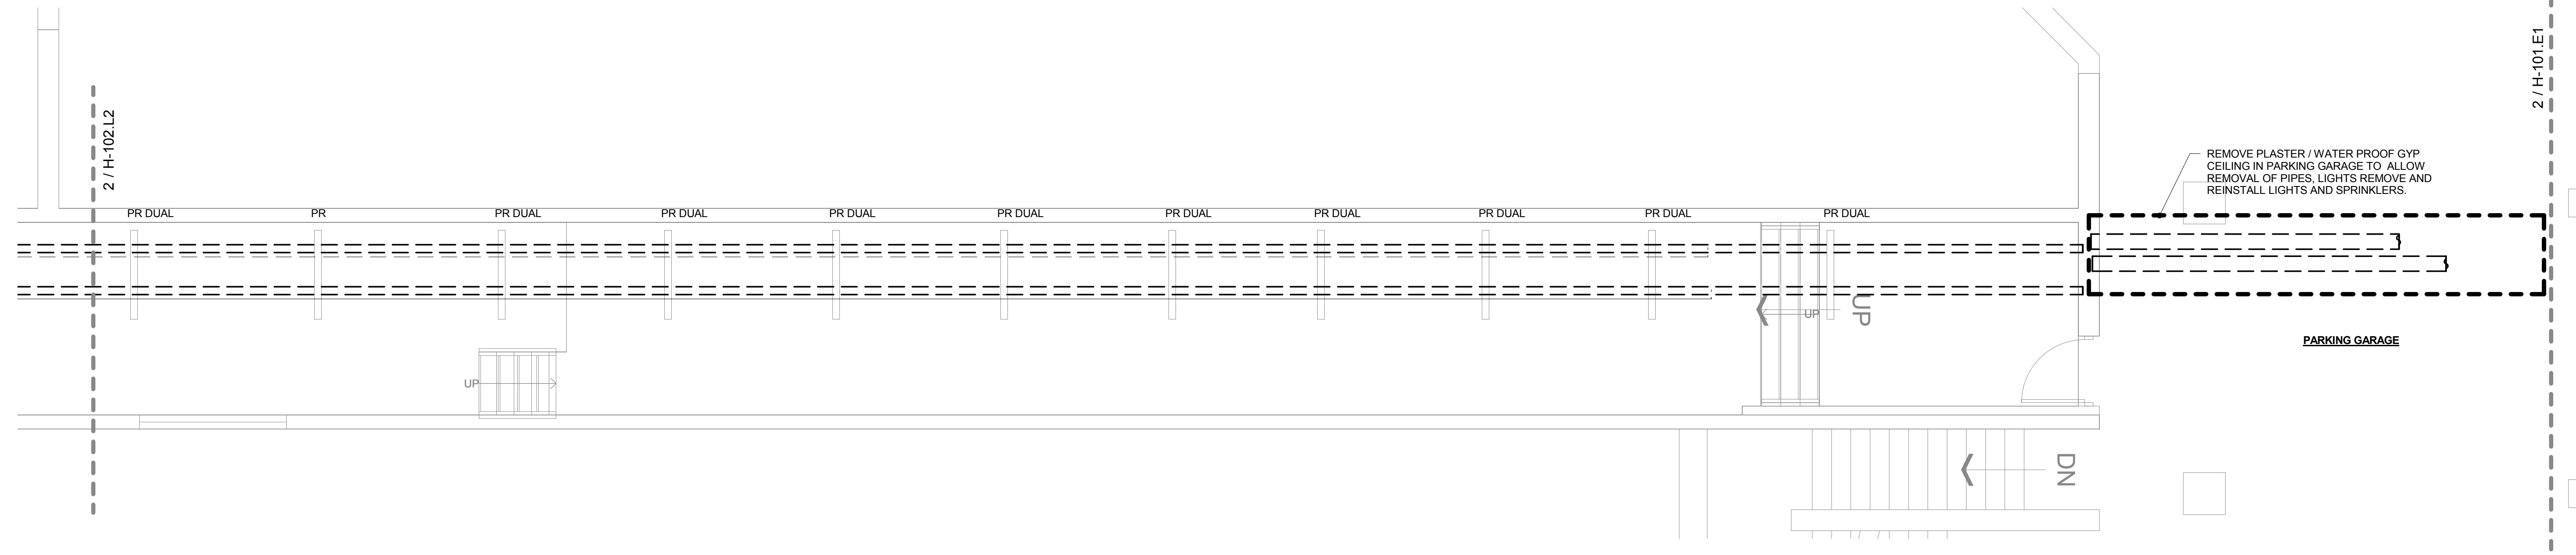 2 / H-102.L2
2 / H-101.E1
REMOVE PLASTER / WATER PROOF GYP
CEILING IN PARKING GARAGE TO ALLOW
REMOVAL OF PIPES, LIGHTS REMOVE AND
REINSTALL LIGHTS AND SPRINKLERS.
PR DUAL
PR
PR DUAL
PR DUAL
PR DUAL
PR DUAL
PR DUAL
PR DUAL
PR DUAL
PR DUAL
PR DUAL
UP
UP
PARKING GARAGE
UP
DN